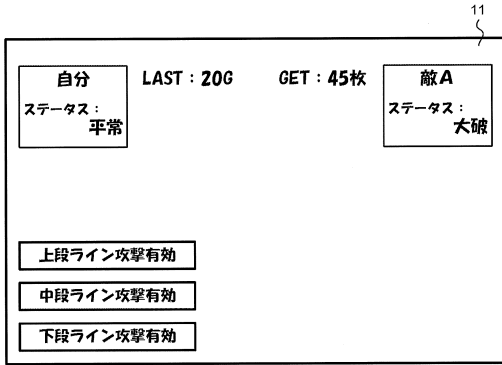 11
自分 LAST：20G GET：45枚 敵A
ステータス： ステータス：
平常 大破
上段ライン攻撃有効
中段ライン攻撃有効
下段ライン攻撃有効